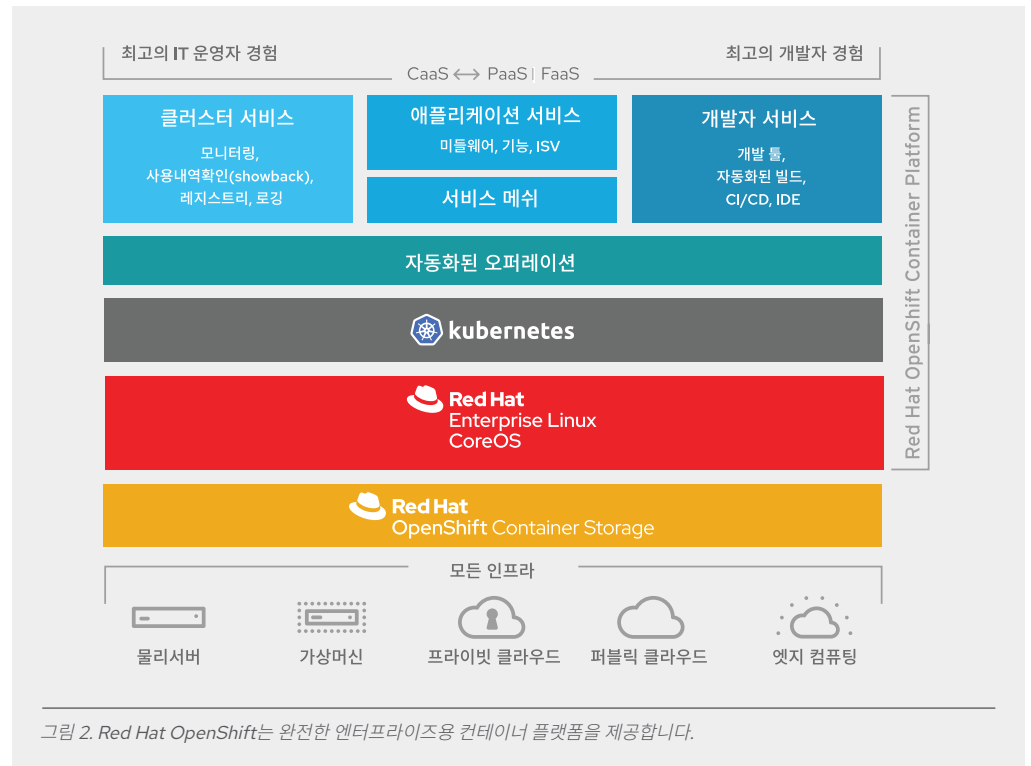 최고의 IT 운영자 경험
최고의 개발자 경험
CaaS ↔ PaaS | FaaS
클러스터 서비스
모니터링,
사용내역확인(showback),
레지스트리, 로깅
애플리케이션 서비스
미들웨어, 기능, ISV
서비스 메쉬
개발자 서비스
개발 툴,
자동화된 빌드,
CI/CD, IDE
자동화된 오퍼레이션
kubernetes
Red Hat
Enterprise Linux
CoreOS
Red Hat OpenShift Container Platform
Red Hat
OpenShift Container Storage
모든 인프라
물리서버
가상머신
프라이빗 클라우드
퍼블릭 클라우드
엣지 컴퓨팅
그림 2. Red Hat OpenShift는 완전한 엔터프라이즈용 컨테이너 플랫폼을 제공합니다.